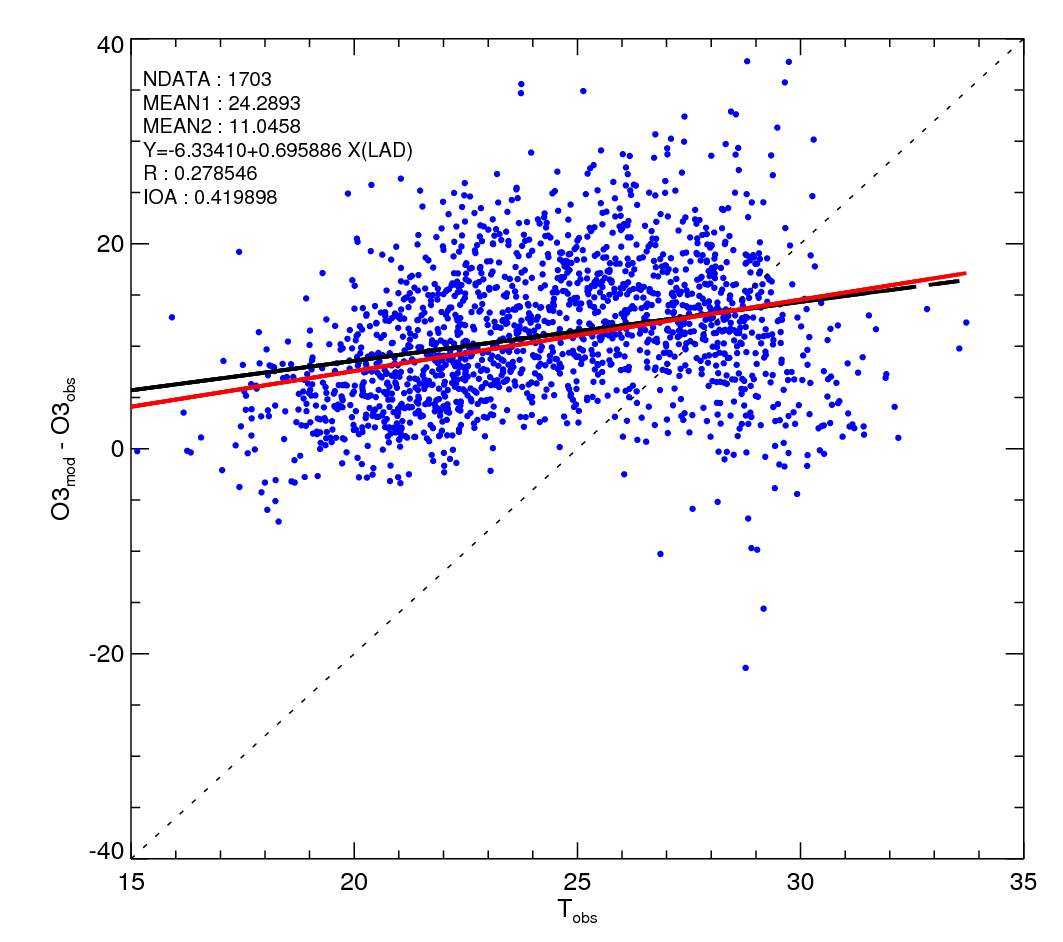 40
NDATA : 1703
MEAN1 : 24.2893
MEAN2 : 11.0458
Y=-6.33410+0.695886 X(LAD)
R : 0.278546
IOA : 0.419898
20
0
-20
-40
O3mod - O3obs
15 20 25 30 35
Tobs